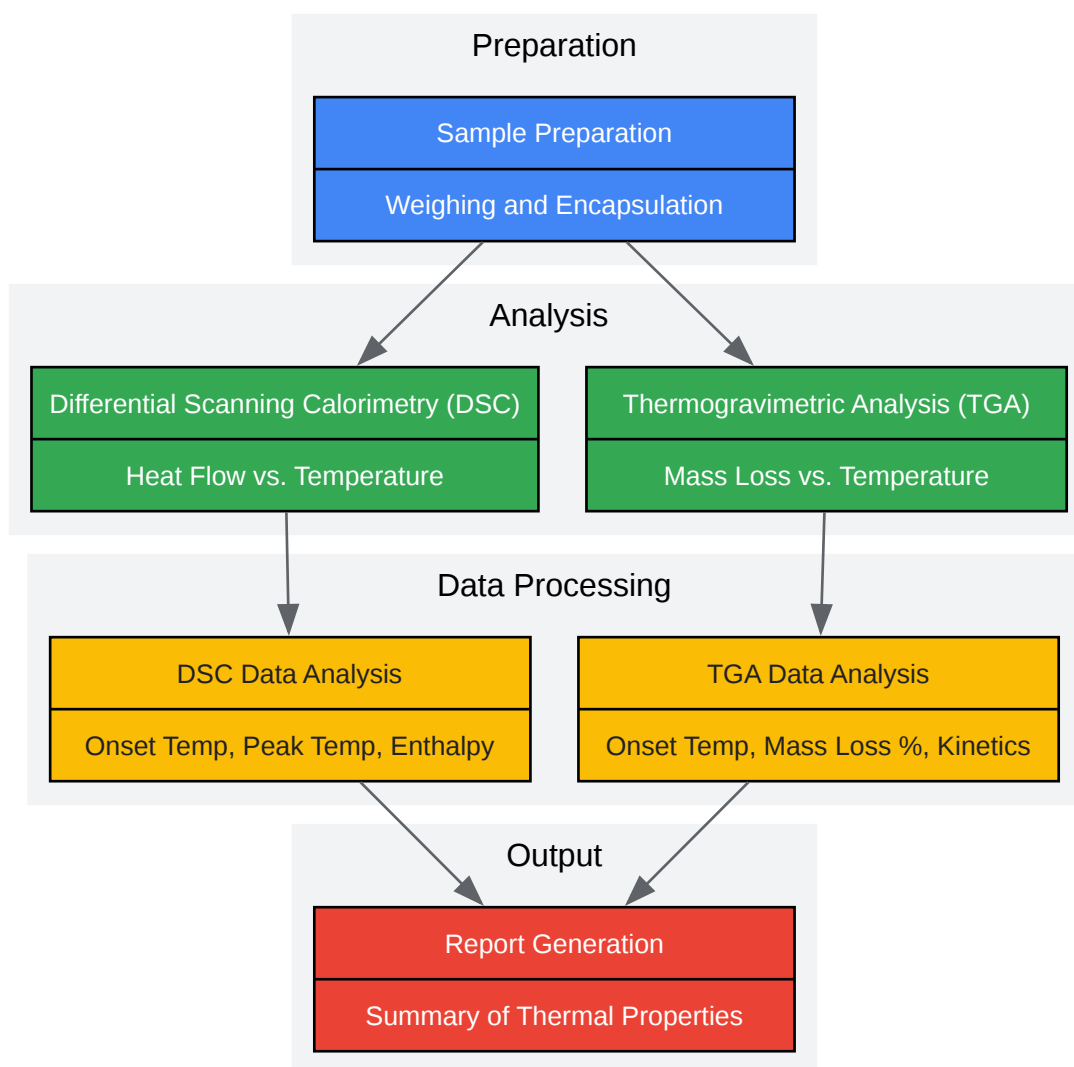 Preparation
Sample Preparation
Weighing and Encapsulation
Analysis
Differential Scanning Calorimetry (DSC)
Heat Flow vs. Temperature
Thermogravimetric Analysis (TGA)
Mass Loss vs. Temperature
Data Processing
DSC Data Analysis
Onset Temp, Peak Temp, Enthalpy
TGA Data Analysis
Onset Temp, Mass Loss %, Kinetics
Output
Report Generation
Summary of Thermal Properties